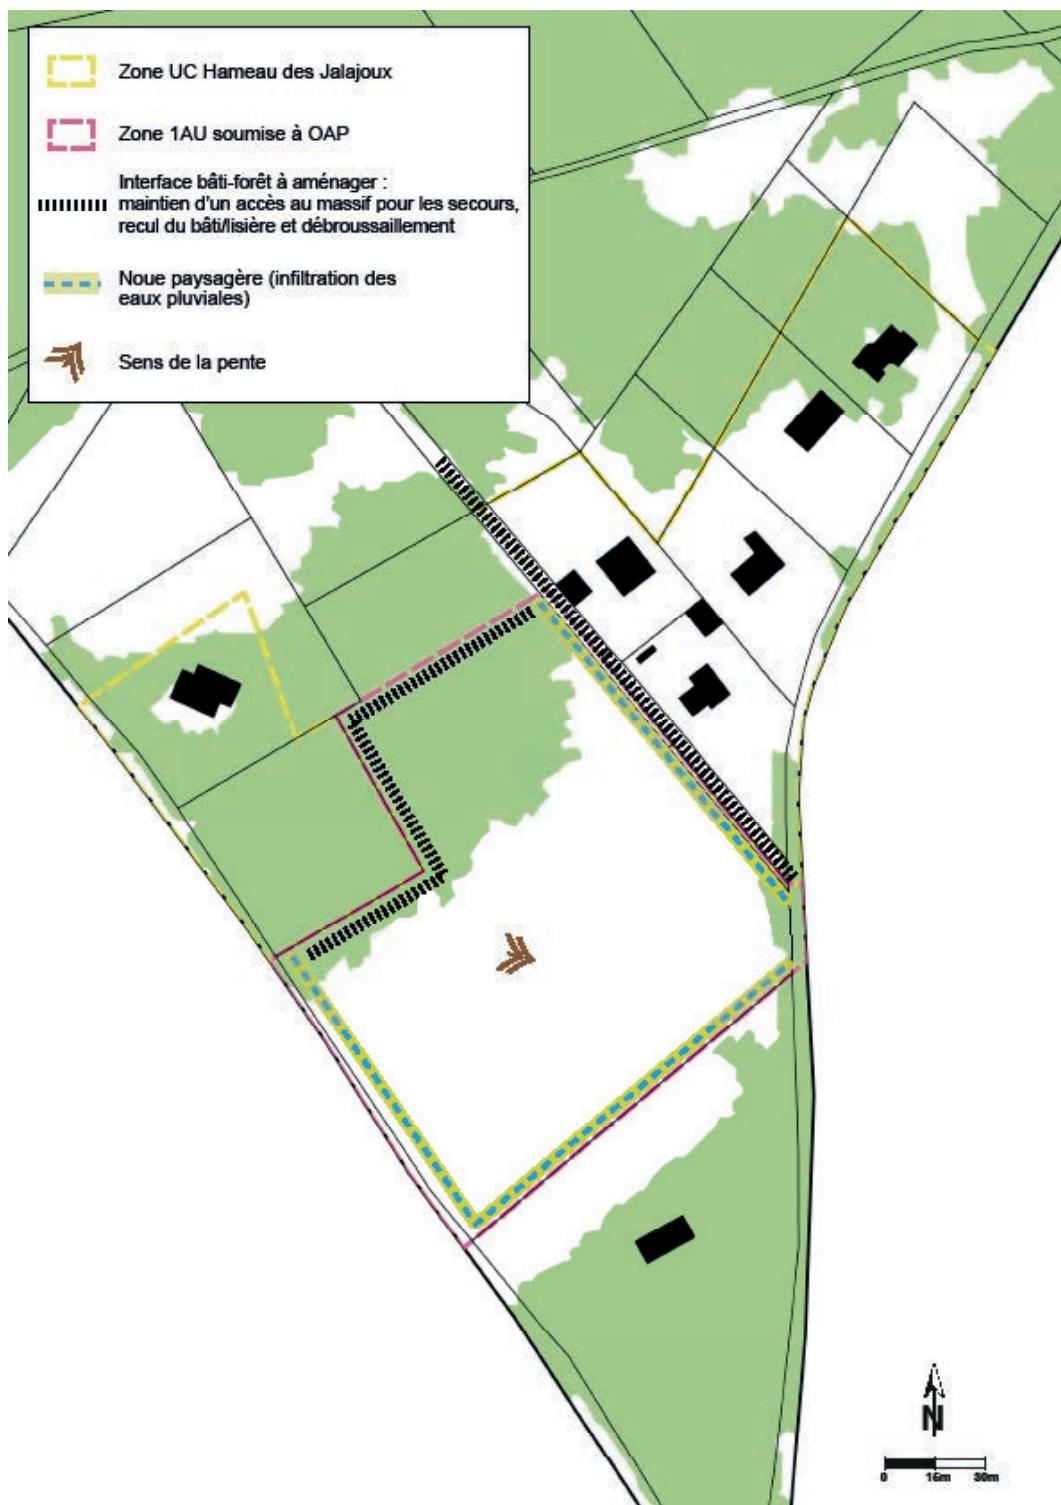 Zone UC Hameau des Jalajoux
Zone 1AU soumise à OAP
Interface bâti-forêt à aménager :
maintien d'un accès au massif pour les secours,
recul du bâti/lisière et débroussaillement
Noue paysagère (infiltration des
eaux pluviales)
Sens de la pente
N
0 15m 30m